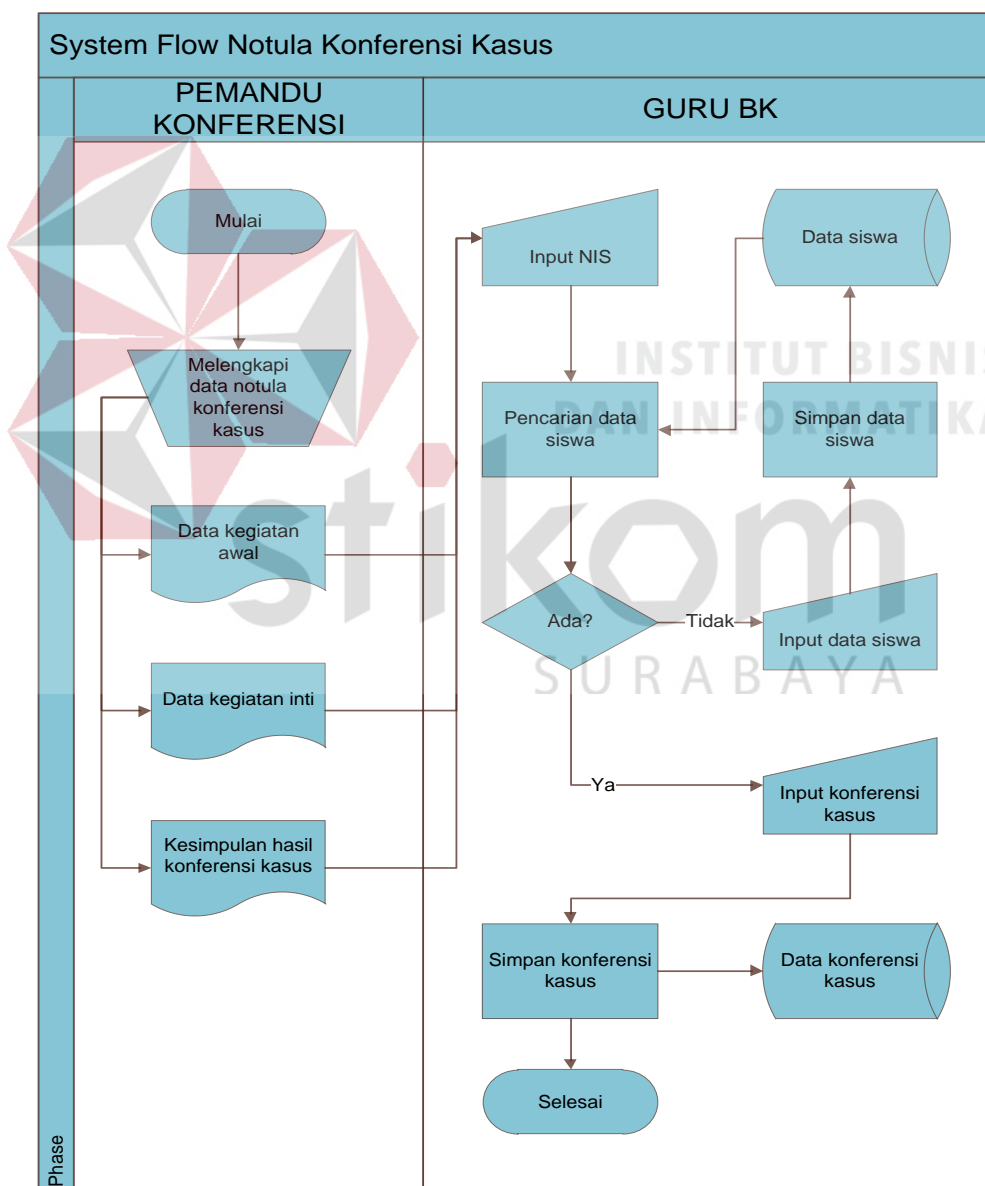 System Flow Notula Konferensi Kasus
PEMANDU
KONFERENSI
GURU BK
Mulai
Melengkapi
data notula
konferensi
kasus
Data kegiatan
awal
Data kegiatan inti
Kesimpulan hasil
konferensi kasus
Input NIS
Data siswa
Pencarian data
siswa
Simpan data
siswa
Ada?
Tidak
Input data siswa
Ya
Input konferensi
kasus
Simpan konferensi
kasus
Data konferensi
kasus
Selesai
Phase
INSTITUT BISNIS
DAN INFORMATIKA
stikom
SURABAYA